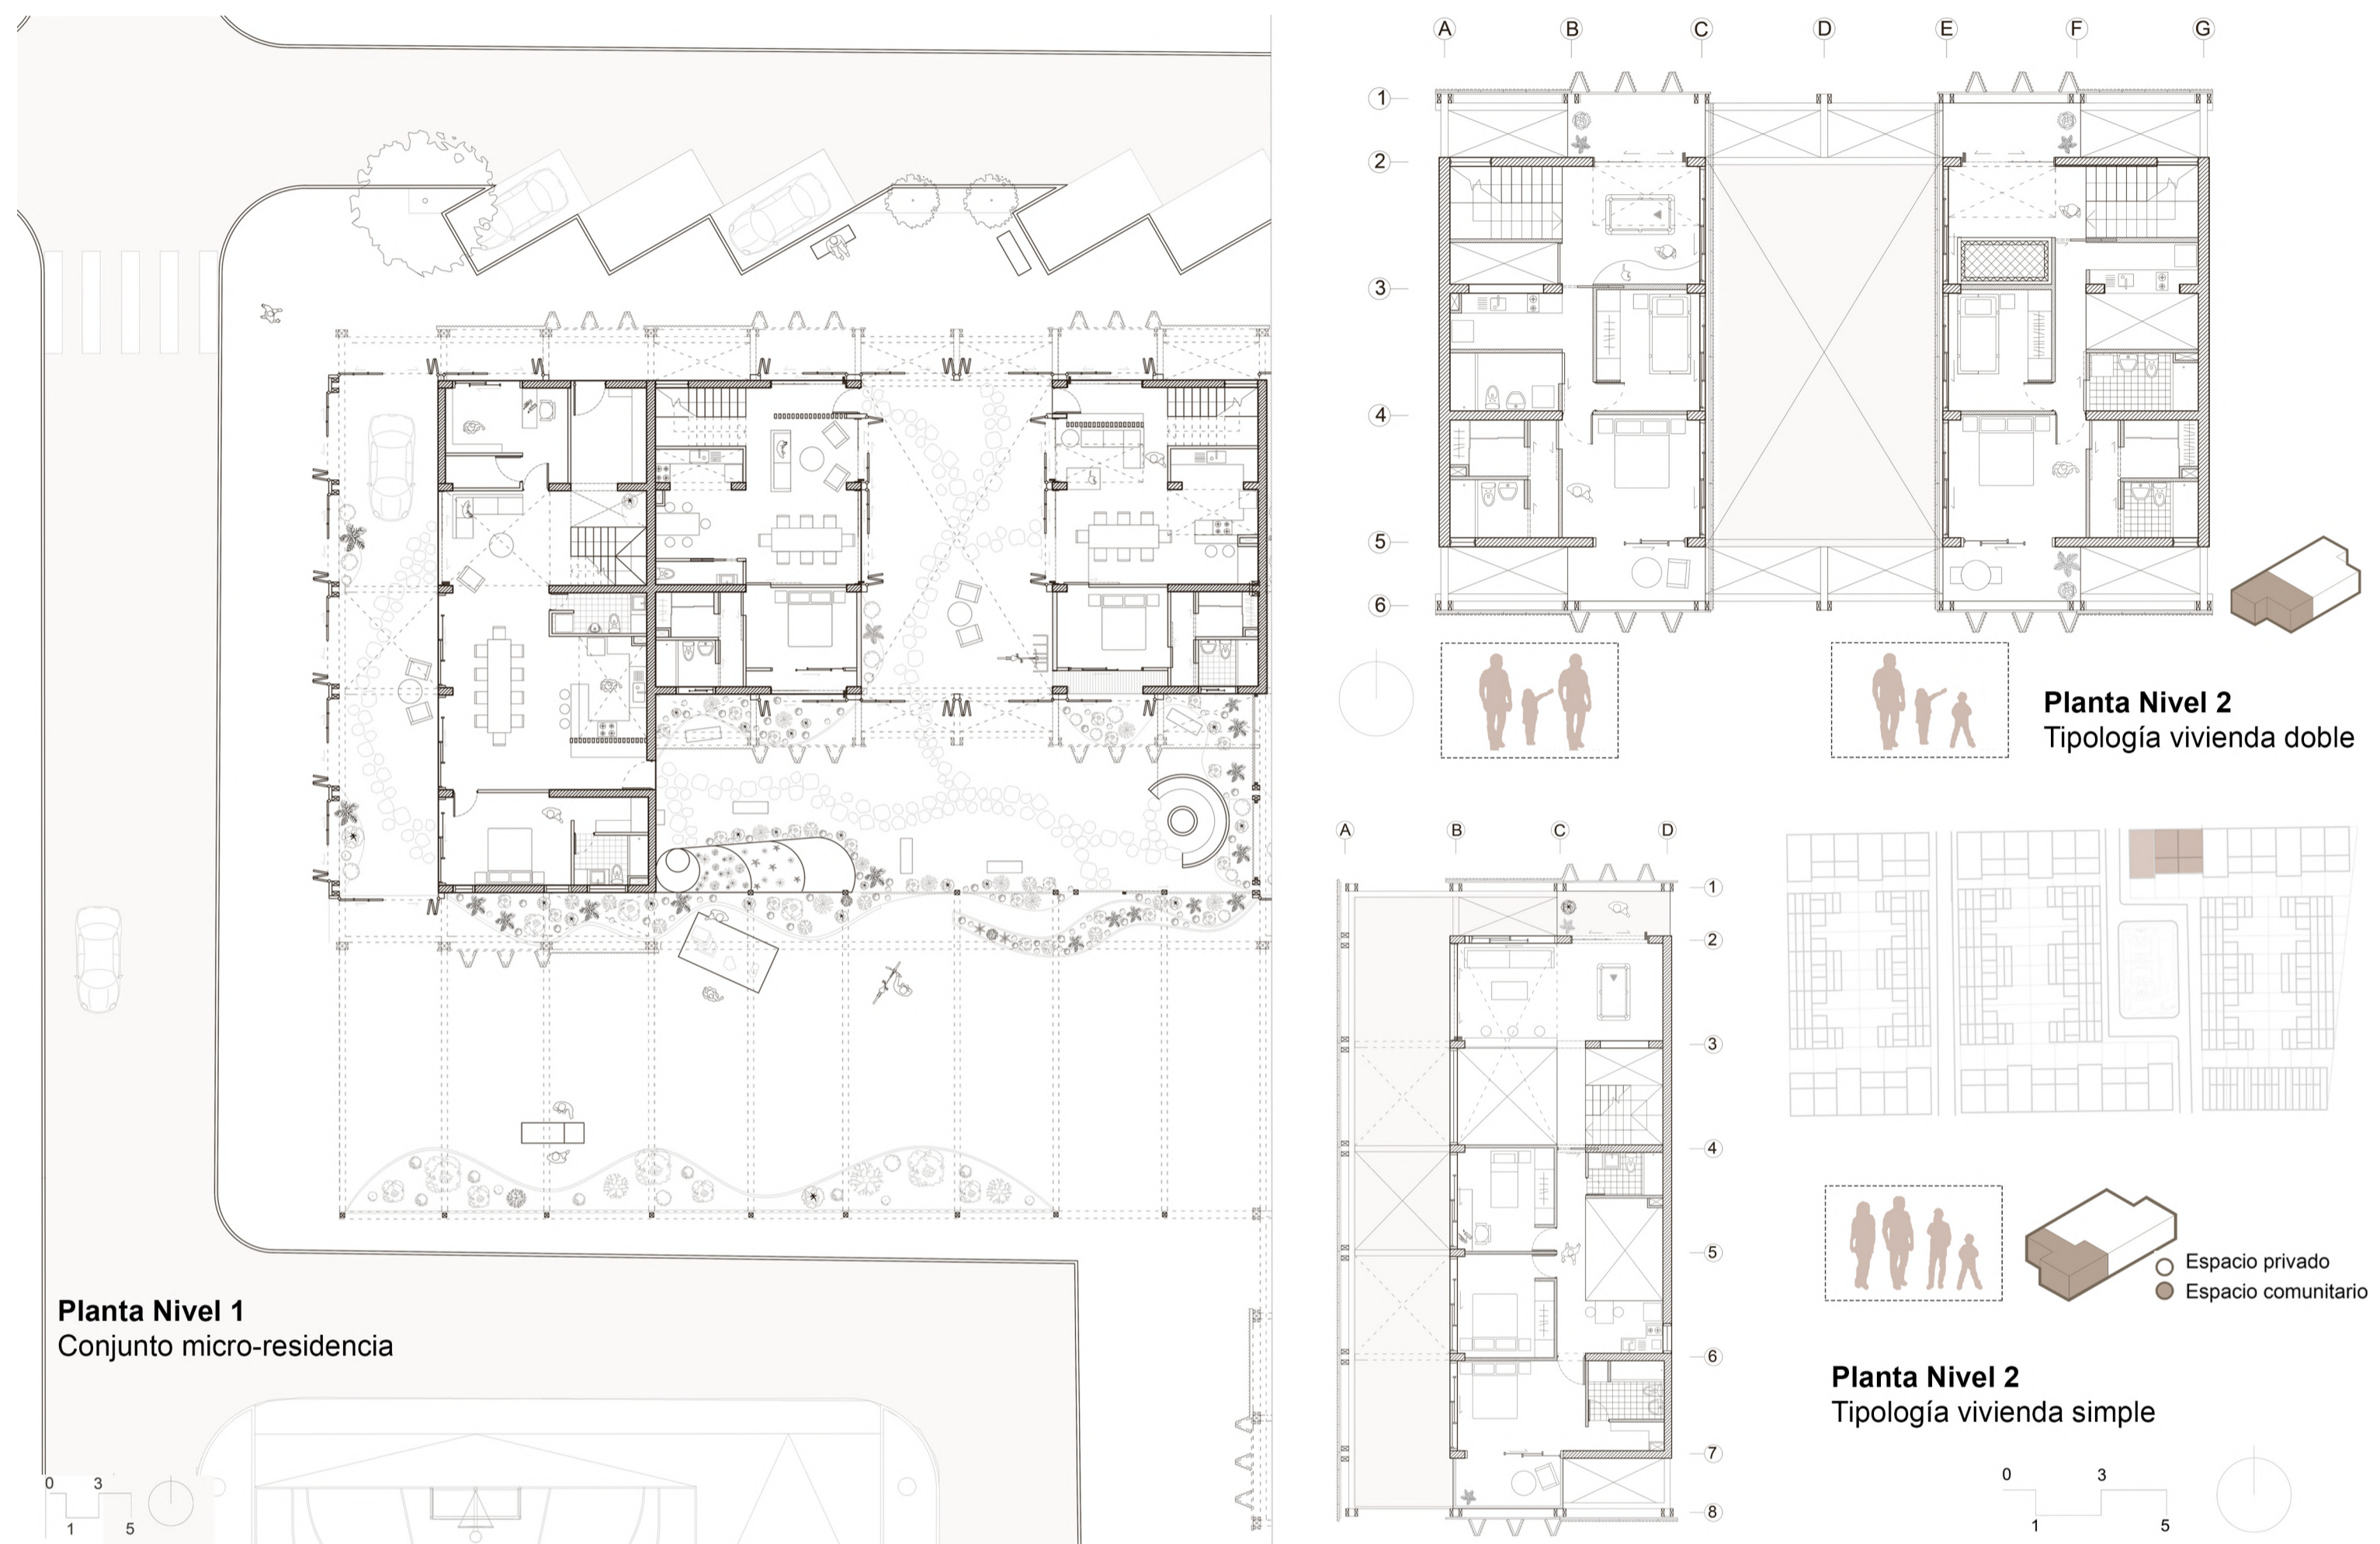 A B C D E F G
1
2
3
4
5
6
Planta Nivel 2
Tipología vivienda doble
A B C D
1
2
3
4
5
6
7
8
Espacio privado
Espacio comunitario
Planta Nivel 2
Tipología vivienda simple
0 3
1 5
Planta Nivel 1
Conjunto micro-residencia
0 3
1 5